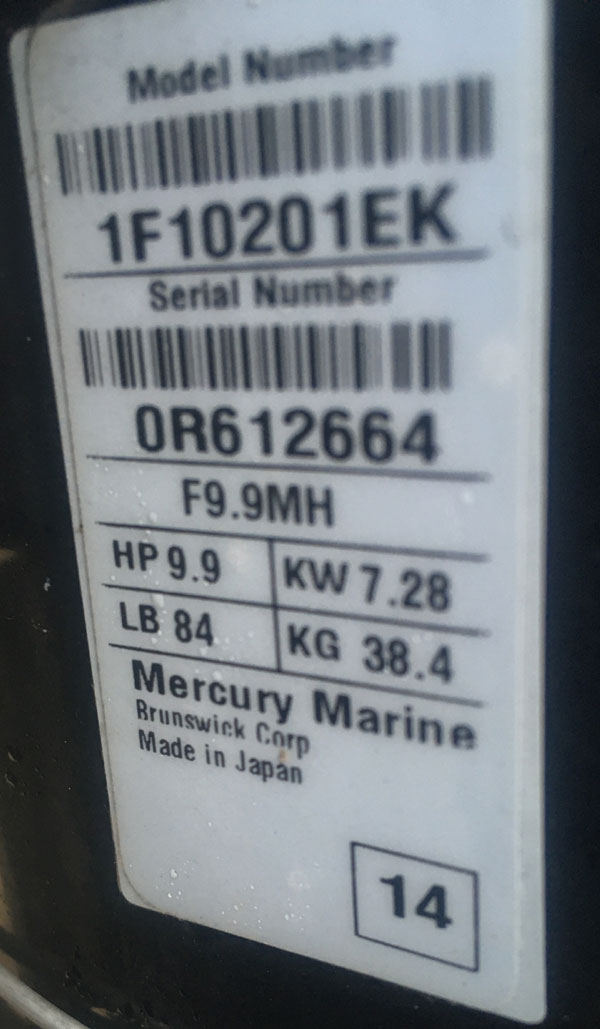 Model Number
1F10201EK
Serial Number
0R612664
F9.9MH
HP 9.9 KW 7.28
LB 84 KG 38.4
Mercury Marine
Brunswick Corp
Made in Japan
14